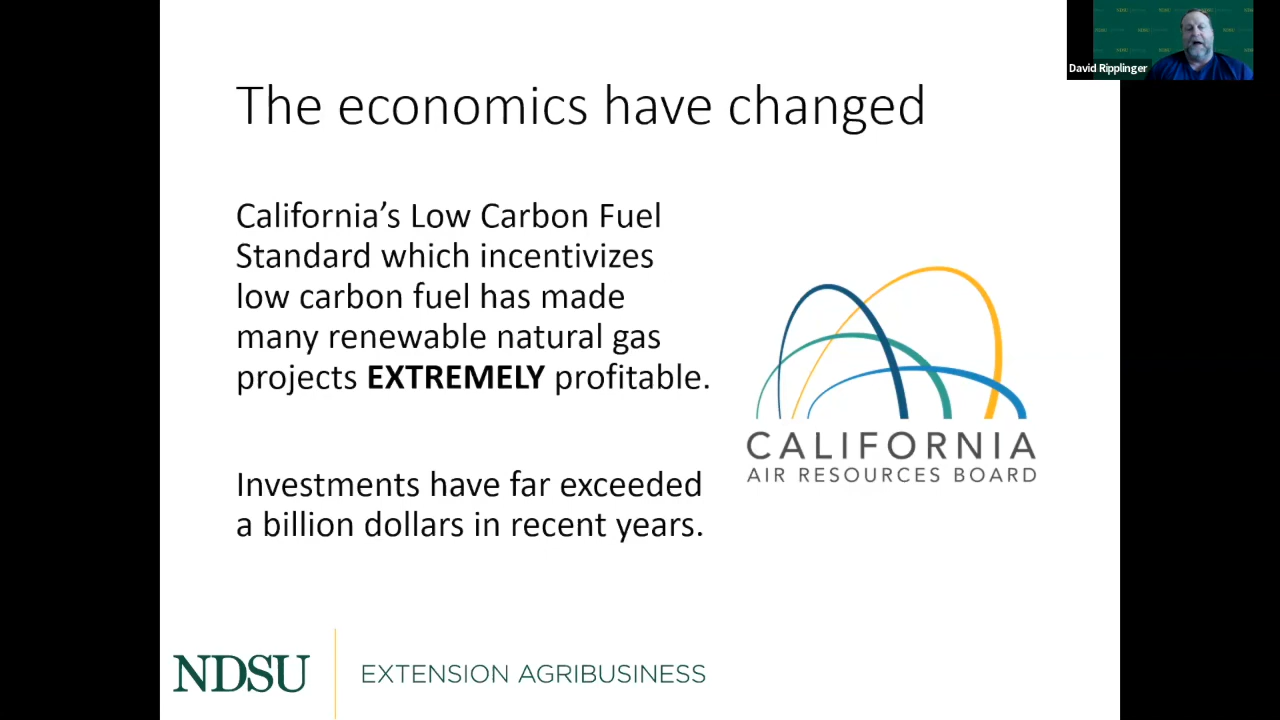 David Ripplinger
The economics have changed
California’s Low Carbon Fuel
Standard which incentivizes
low carbon fuel has made
many renewable natural gas
projects EXTREMELY profitable.
Investments have far exceeded
a billion dollars in recent years.
CALIFORNIA
AIR RESOURCES BOARD
NDSU
EXTENSION AGRIBUSINESS